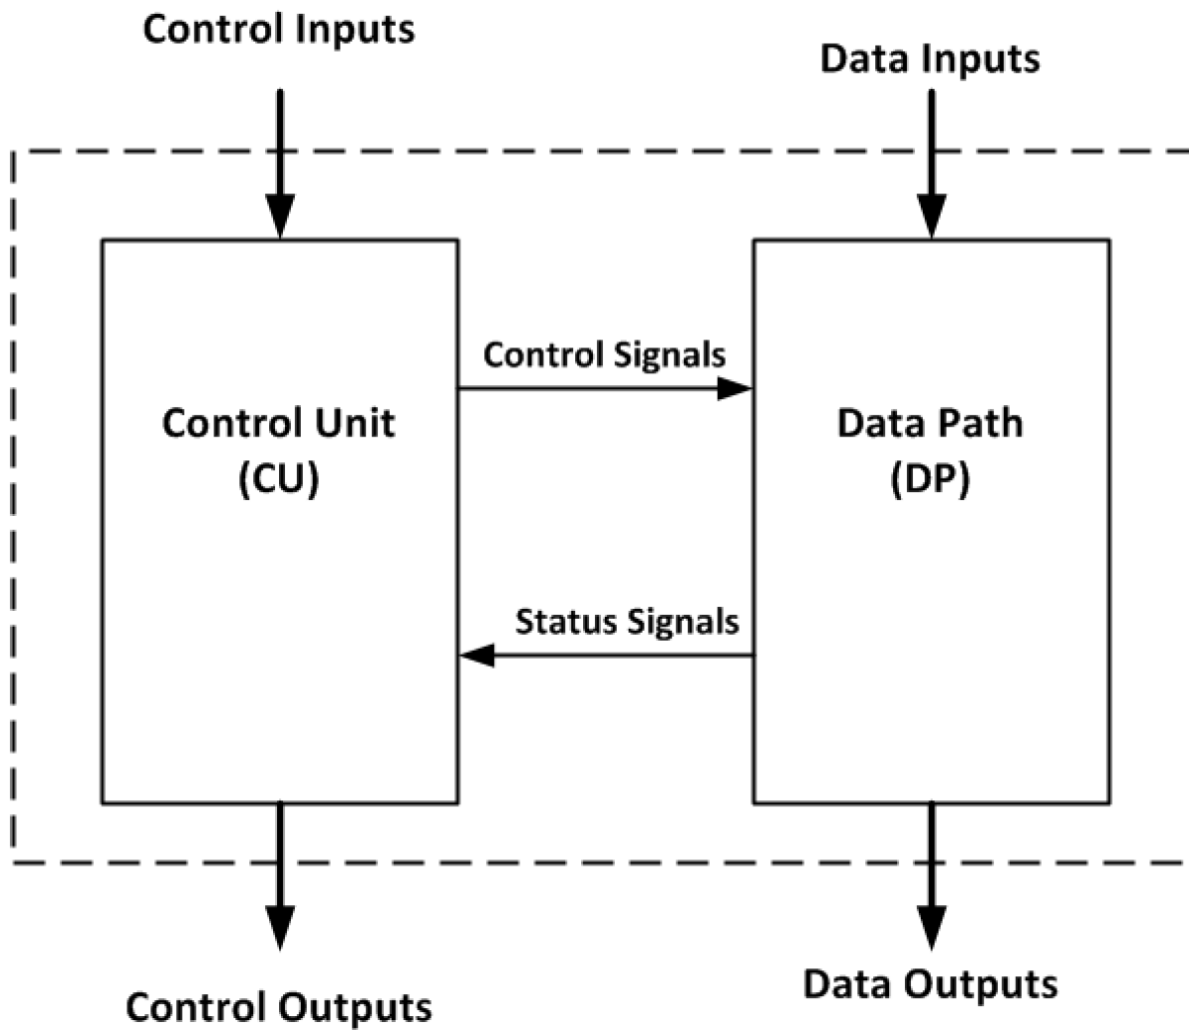 Control Inputs
Data Inputs
Control Signals
Control Unit
(CU)
Data Path
(DP)
Status Signals
Control Outputs
Data Outputs